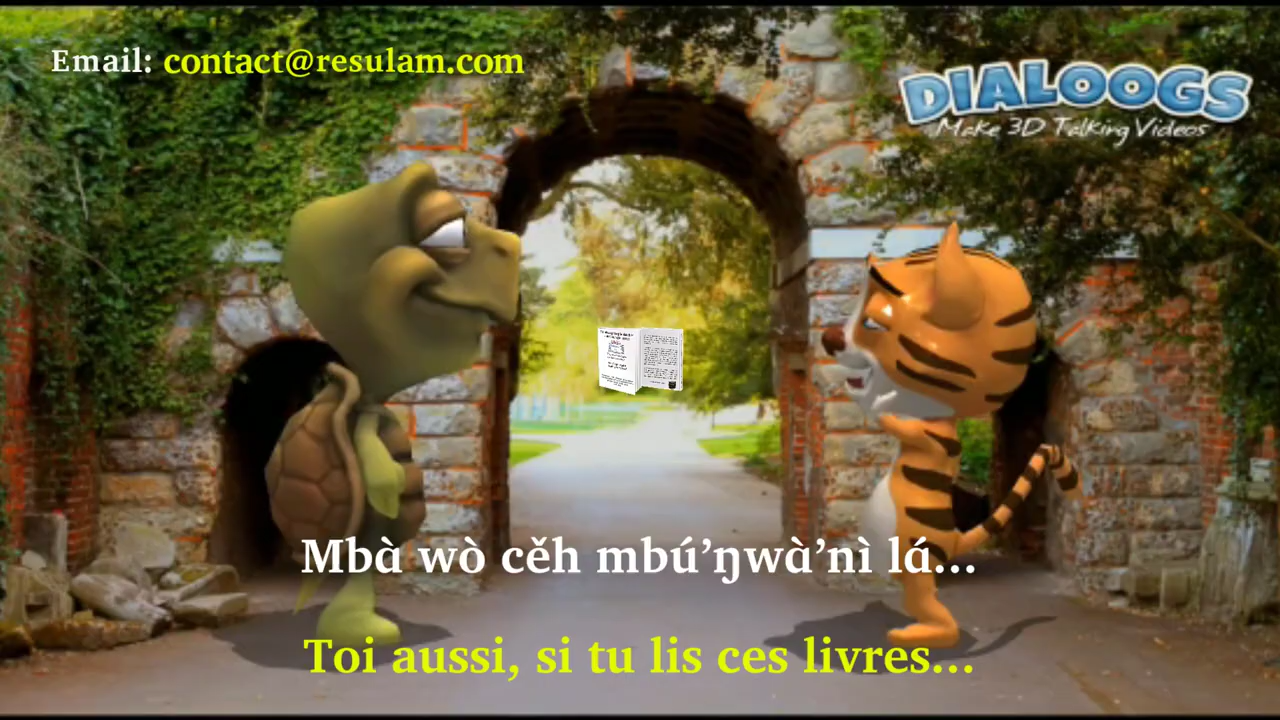 Email: contact@resulam.com
DIALOOGS
Make 3D Talking Videos
Mbà wò cěh mbú’ŋwà’nì lá...
Toi aussi, si tu lis ces livres...